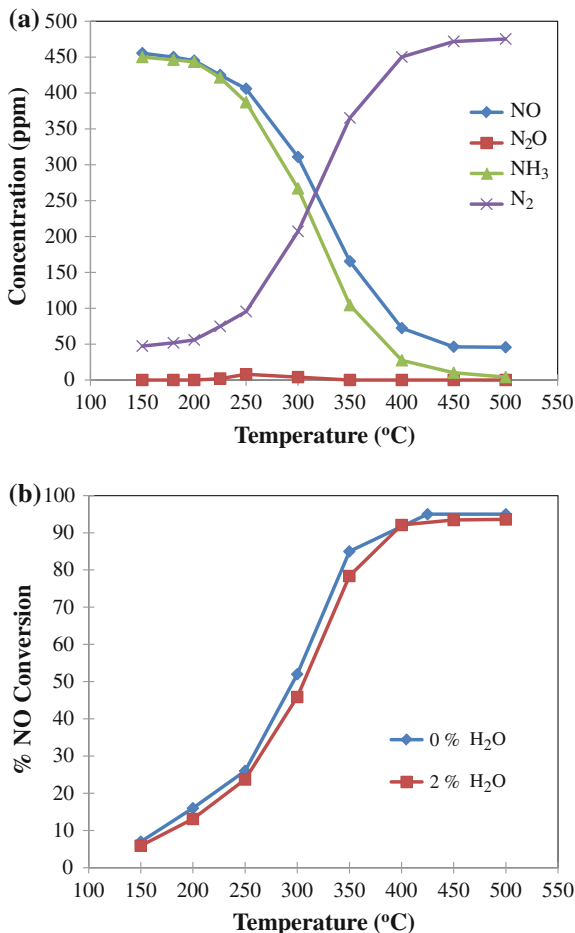 (a)
500
450
400
350
300
250
200
150
100
50
0
Concentration (ppm)
NO
N₂O
NH₃
N₂
100 150 200 250 300 350 400 450 500 550
Temperature (ºC)
(b)
100
90
80
70
60
50
40
30
20
10
0
% NO Conversion
0 % H₂O
2 % H₂O
100 150 200 250 300 350 400 450 500 550
Temperature (ºC)